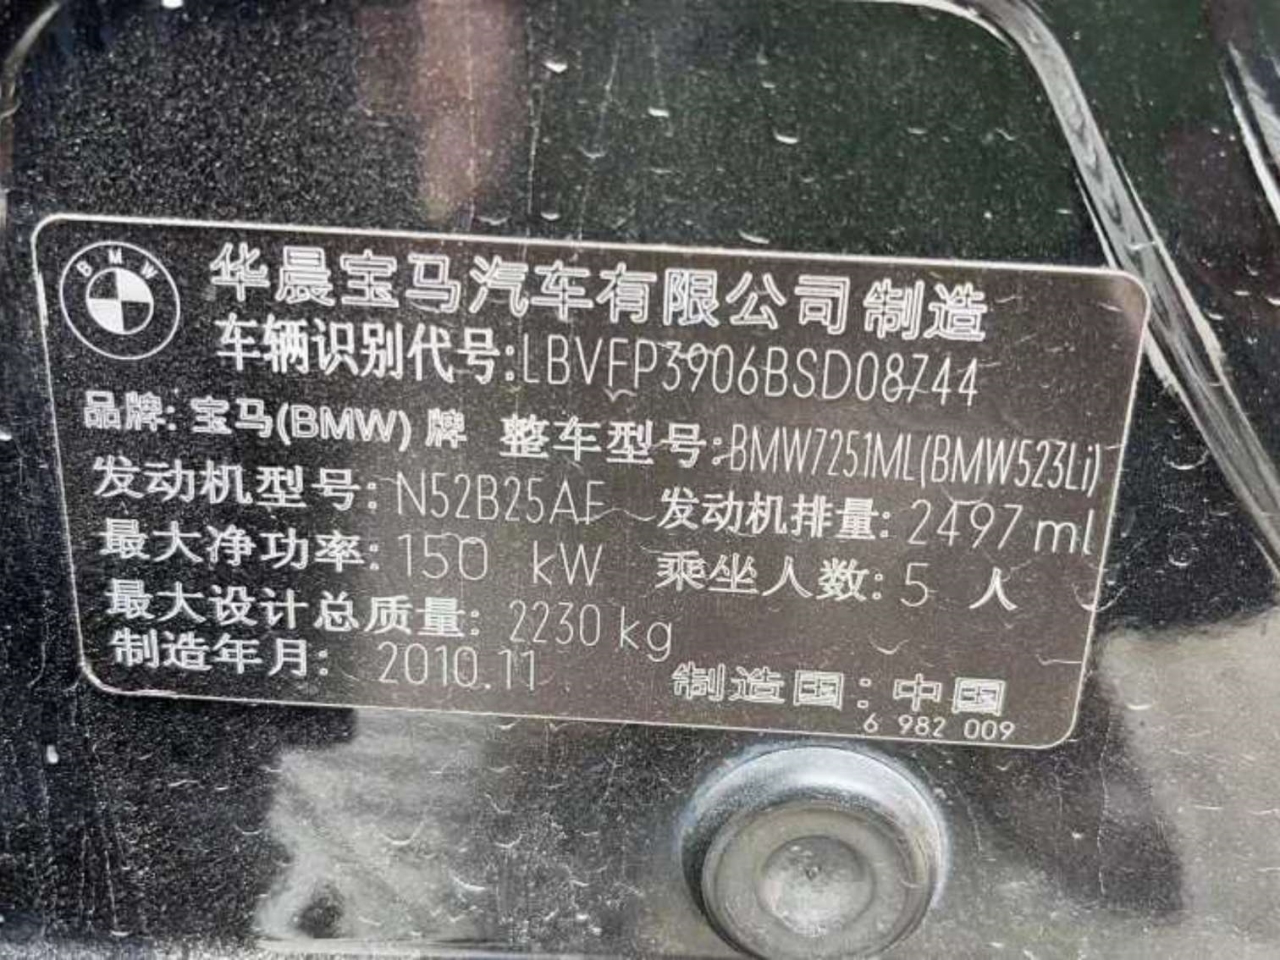 BMW
华晨宝马汽车有限公司 制造
车辆识别代号:LBVFP3906BSD08744
品牌: 宝马(BMW) 牌 整车型号:BMW7251ML(BMW523Li)
发动机型号: N52B25AF 发动机排量: 2497 ml
最大净功率: 150 kW 乘坐人数: 5 人
最大设计总质量: 2230 kg
制造年月: 2010.11 制造国: 中国
6 982 009